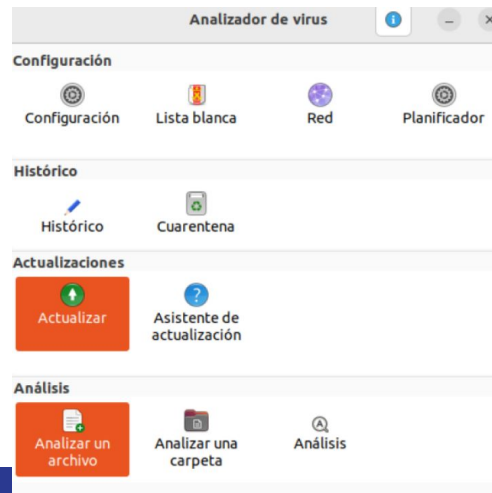 Analizador de virus
Configuración
Configuración Lista blanca Red Planificador
Histórico
Histórico Cuarentena
Actualizaciones
Actualizar Asistente de
actualización
Análisis
Analizar un Analizar una Análisis
archivo carpeta